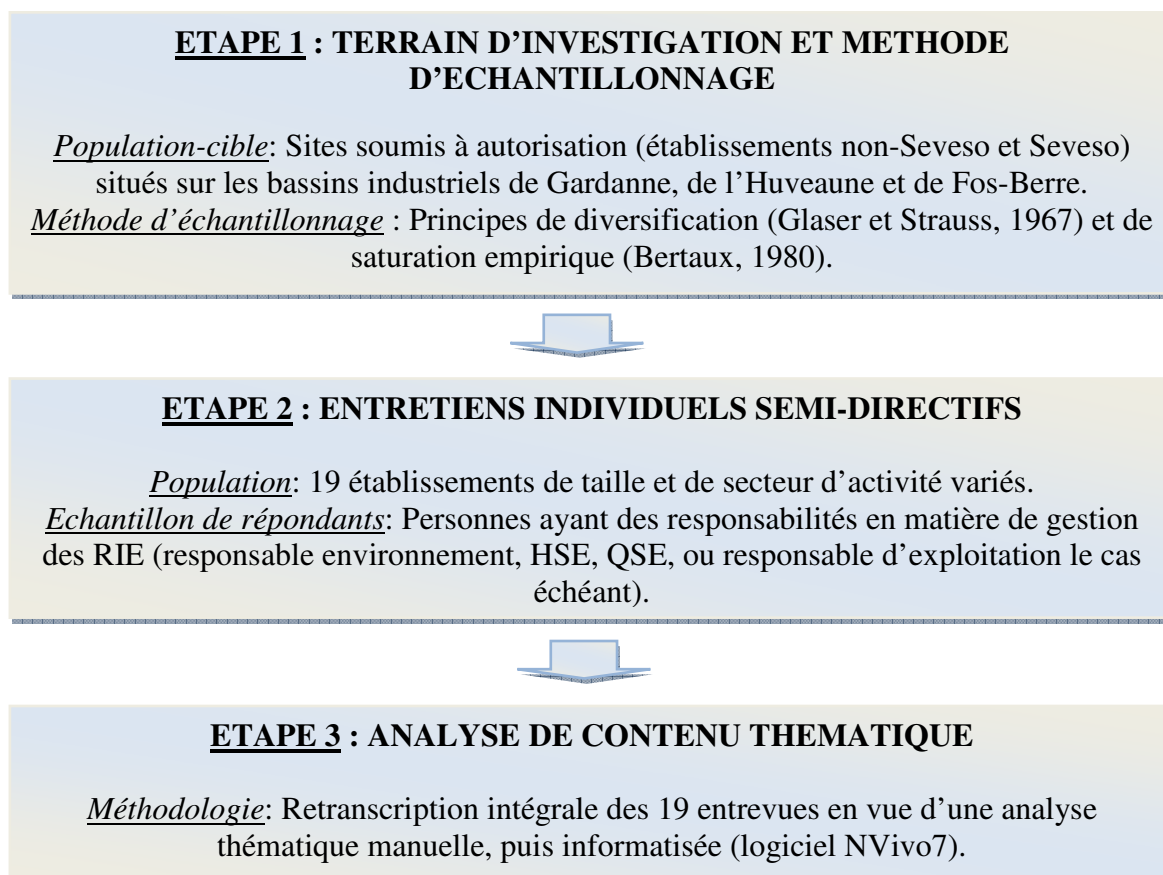 ETAPE 1 : TERRAIN D’INVESTIGATION ET METHODE
D’ECHANTILLONNAGE
Population-cible: Sites soumis à autorisation (établissements non-Seveso et Seveso)
situés sur les bassins industriels de Gardanne, de l’Huveaune et de Fos-Berre.
Méthode d’échantillonnage : Principes de diversification (Glaser et Strauss, 1967) et de
saturation empirique (Bertaux, 1980).
ETAPE 2 : ENTRETIENS INDIVIDUELS SEMI-DIRECTIFS
Population: 19 établissements de taille et de secteur d’activité variés.
Echantillon de répondants: Personnes ayant des responsabilités en matière de gestion
des RIE (responsable environnement, HSE, QSE, ou responsable d’exploitation le cas
échéant).
ETAPE 3 : ANALYSE DE CONTENU THEMATIQUE
Méthodologie: Retranscription intégrale des 19 entrevues en vue d’une analyse
thématique manuelle, puis informatisée (logiciel NVivo7).